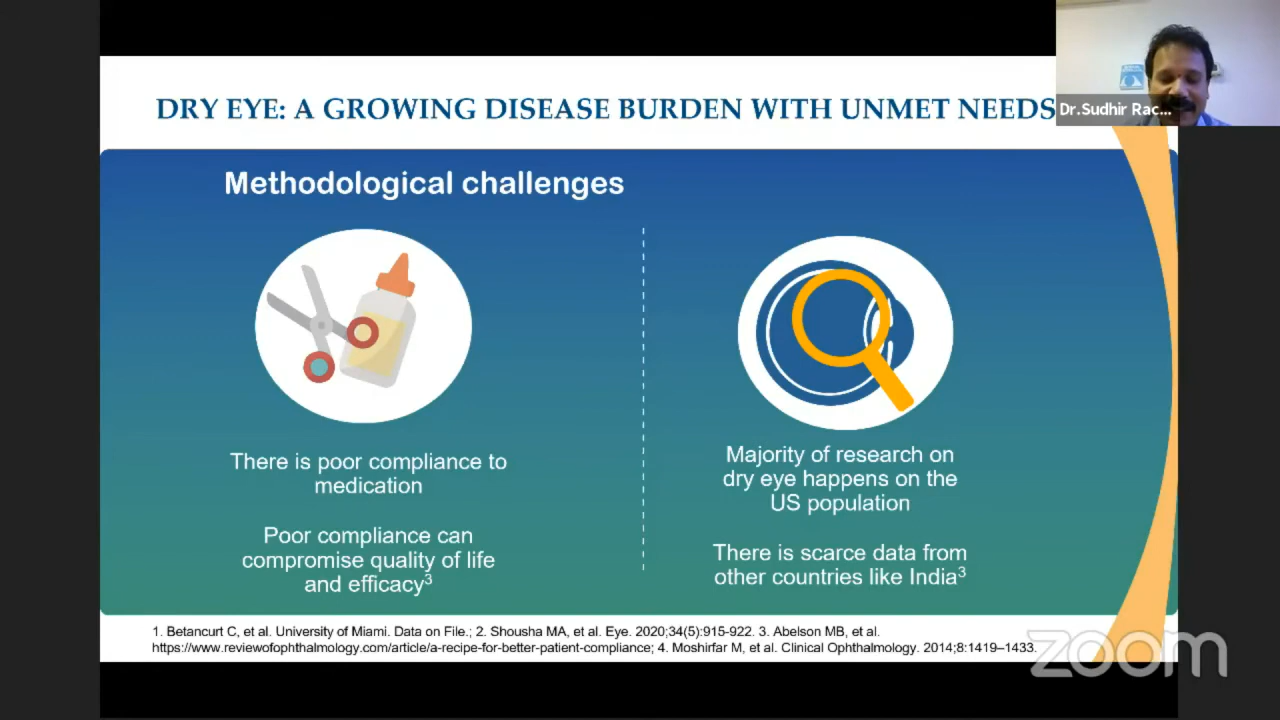 DRY EYE: A GROWING DISEASE BURDEN WITH UNMET NEEDS
Dr.Sudhir Rac...
Methodological challenges
There is poor compliance to
medication
Poor compliance can
compromise quality of life
and efficacy3
Majority of research on
dry eye happens on the
US population
There is scarce data from
other countries like India3
1. Betancurt C, et al. University of Miami. Data on File.; 2. Shousha MA, et al. Eye. 2020;34(5):915-922. 3. Abelson MB, et al.
https://www.reviewofophthalmology.com/article/a-recipe-for-better-patient-compliance; 4. Moshirfar M, et al. Clinical Ophthalmology. 2014;8:1419–1433.
zoom